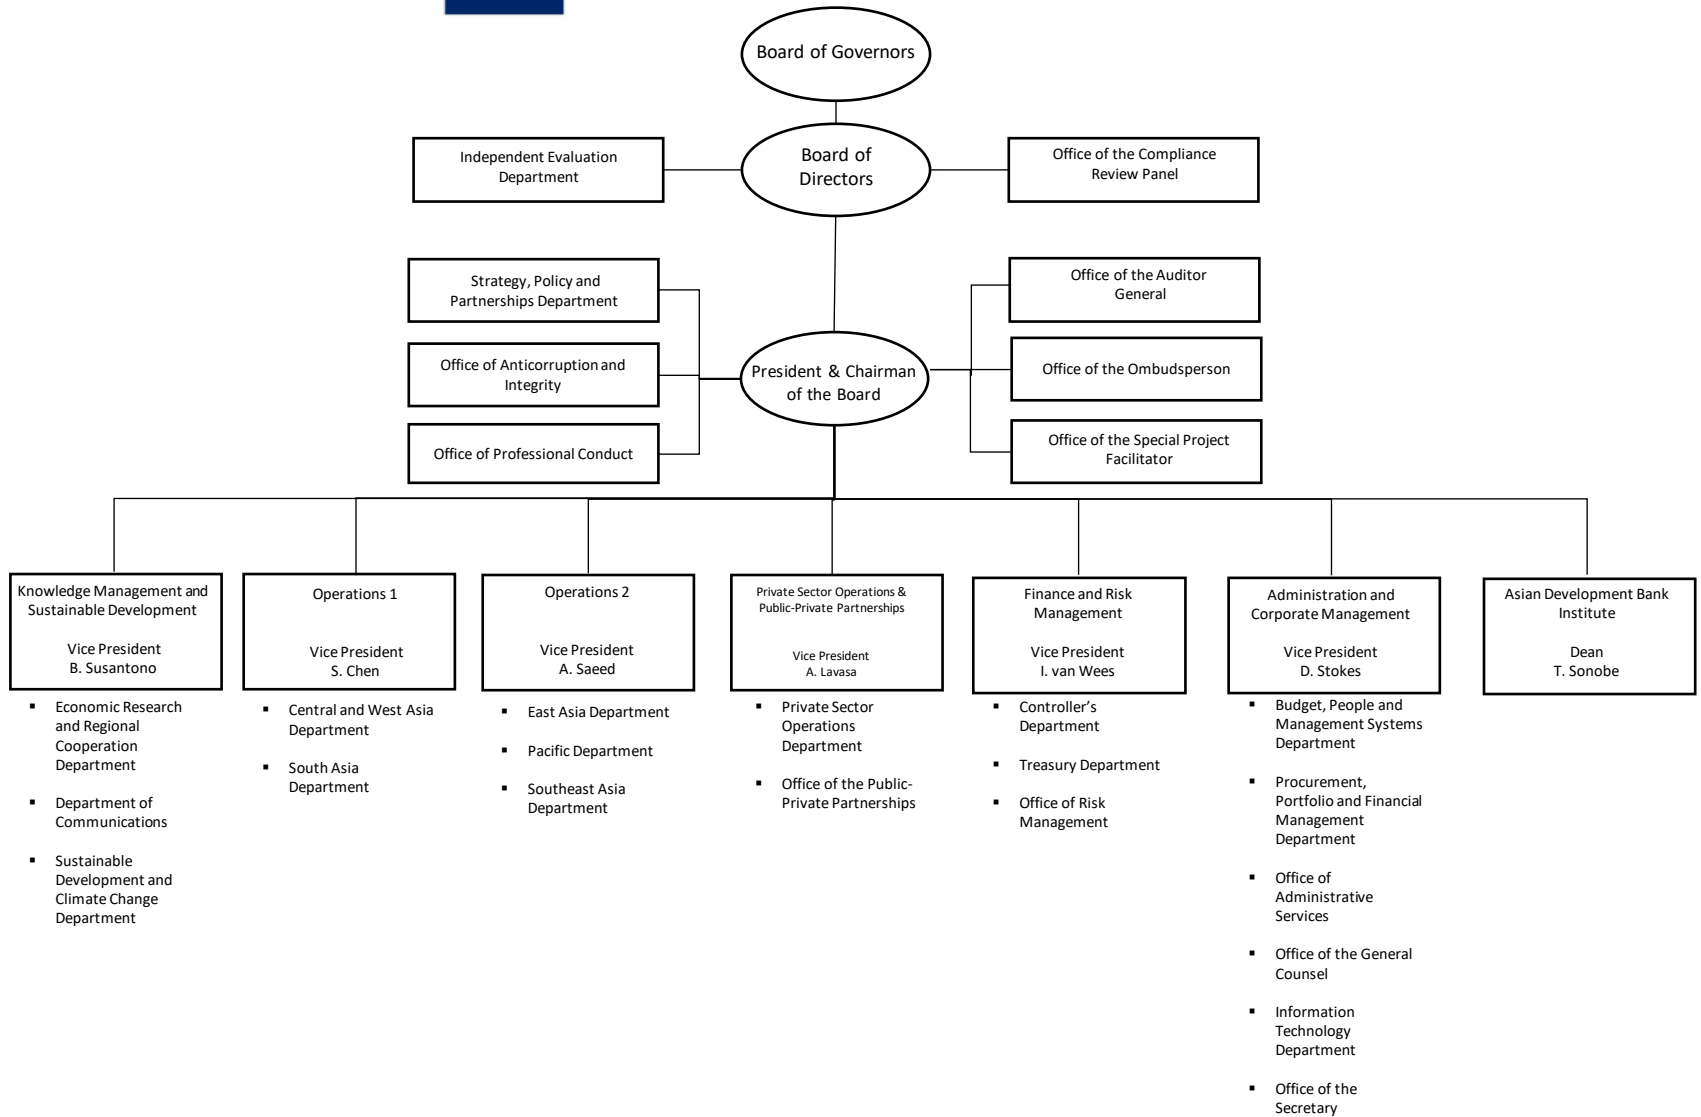 Board of Governors
Independent Evaluation
Department
Board of
Directors
Office of the Compliance
Review Panel
Strategy, Policy and
Partnerships Department
Office of Anticorruption and
Integrity
Office of Professional Conduct
President & Chairman
of the Board
Office of the Auditor
General
Office of the Ombudsperson
Office of the Special Project
Facilitator
Knowledge Management and
Sustainable Development
Vice President
B. Susantono
▪ Economic Research
and Regional
Cooperation
Department
▪ Department of
Communications
▪ Sustainable
Development and
Climate Change
Department
Operations 1
Vice President
S. Chen
▪ Central and West Asia
Department
▪ South Asia
Department
Operations 2
Vice President
A. Saeed
▪ East Asia Department
▪ Pacific Department
▪ Southeast Asia
Department
Private Sector Operations &
Public-Private Partnerships
Vice President
A. Lavasa
▪ Private Sector
Operations
Department
▪ Office of the Public-
Private Partnerships
Finance and Risk
Management
Vice President
I. van Wees
▪ Controller’s
Department
▪ Treasury Department
▪ Office of Risk
Management
Administration and
Corporate Management
Vice President
D. Stokes
▪ Budget, People and
Management Systems
Department
▪ Procurement,
Portfolio and Financial
Management
Department
▪ Office of
Administrative
Services
▪ Office of the General
Counsel
▪ Information
Technology
Department
▪ Office of the
Secretary
Asian Development Bank
Institute
Dean
T. Sonobe